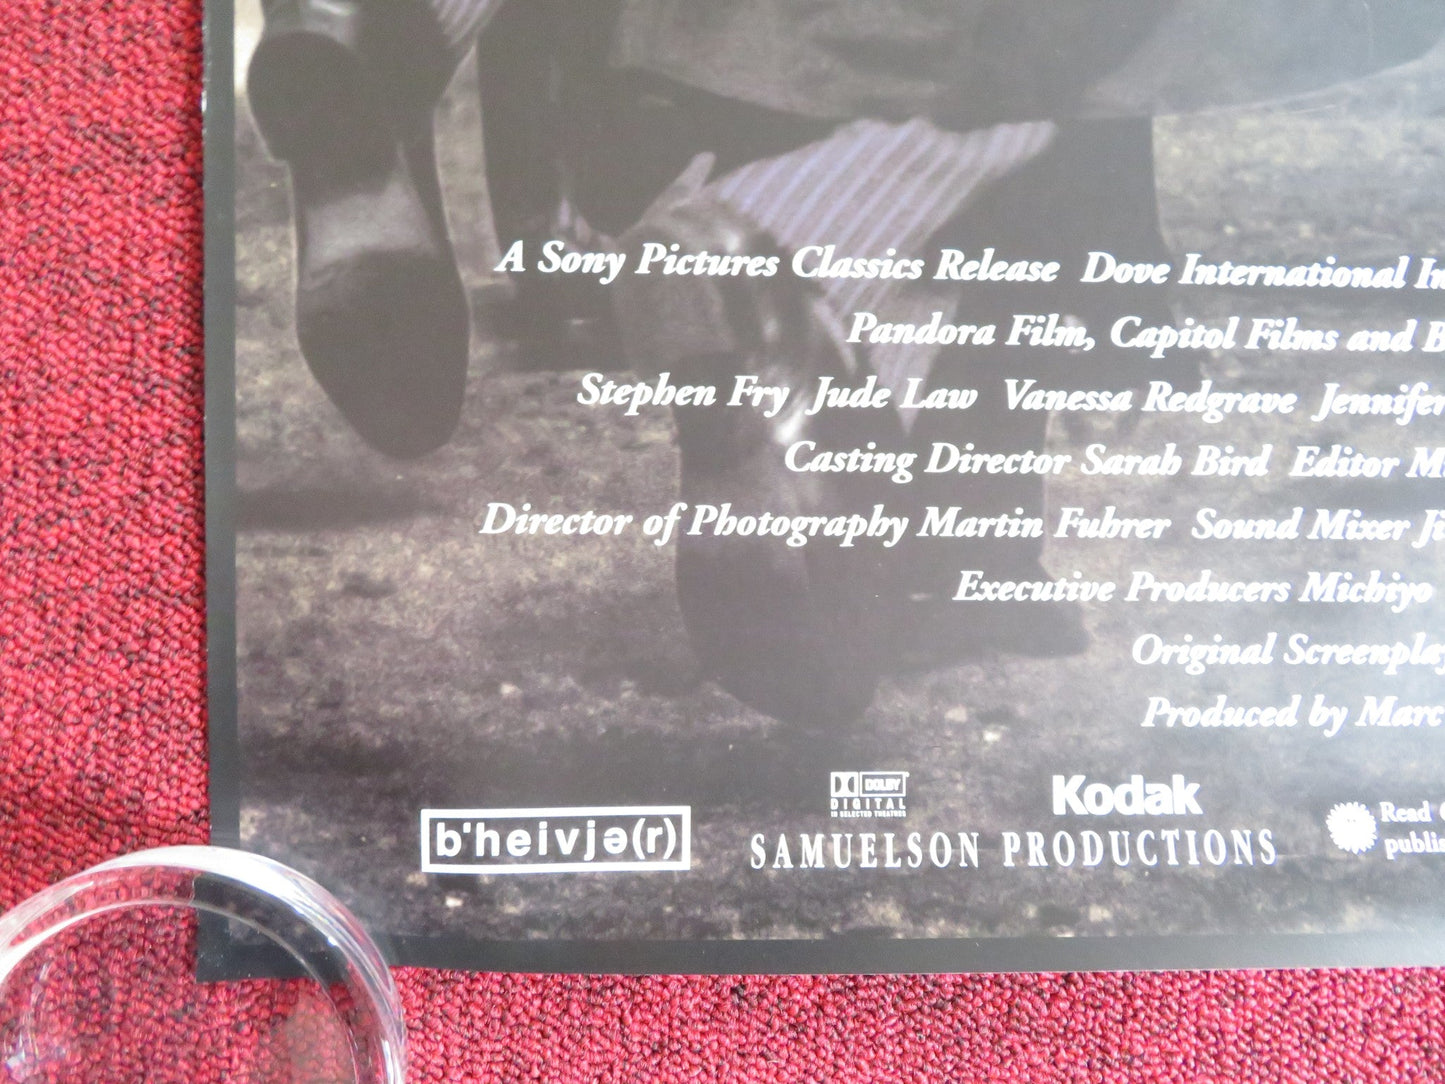 A Sony Pictures Classics Release Dove International
Pandora Film, Capitol Films and
Stephen Fry Jude Law Vanessa Redgrave Jennifer
Casting Director Sarah Bird Editor
Director of Photography Martin Fuhrer Sound Mixer
Executive Producers Michiyo
Original Screenplay
Produced by Marc
DOLBY
DIGITAL
IN SELECTED THEATRES
Kodak
b'heivjə(r)
SAMUELSON PRODUCTIONS
Read